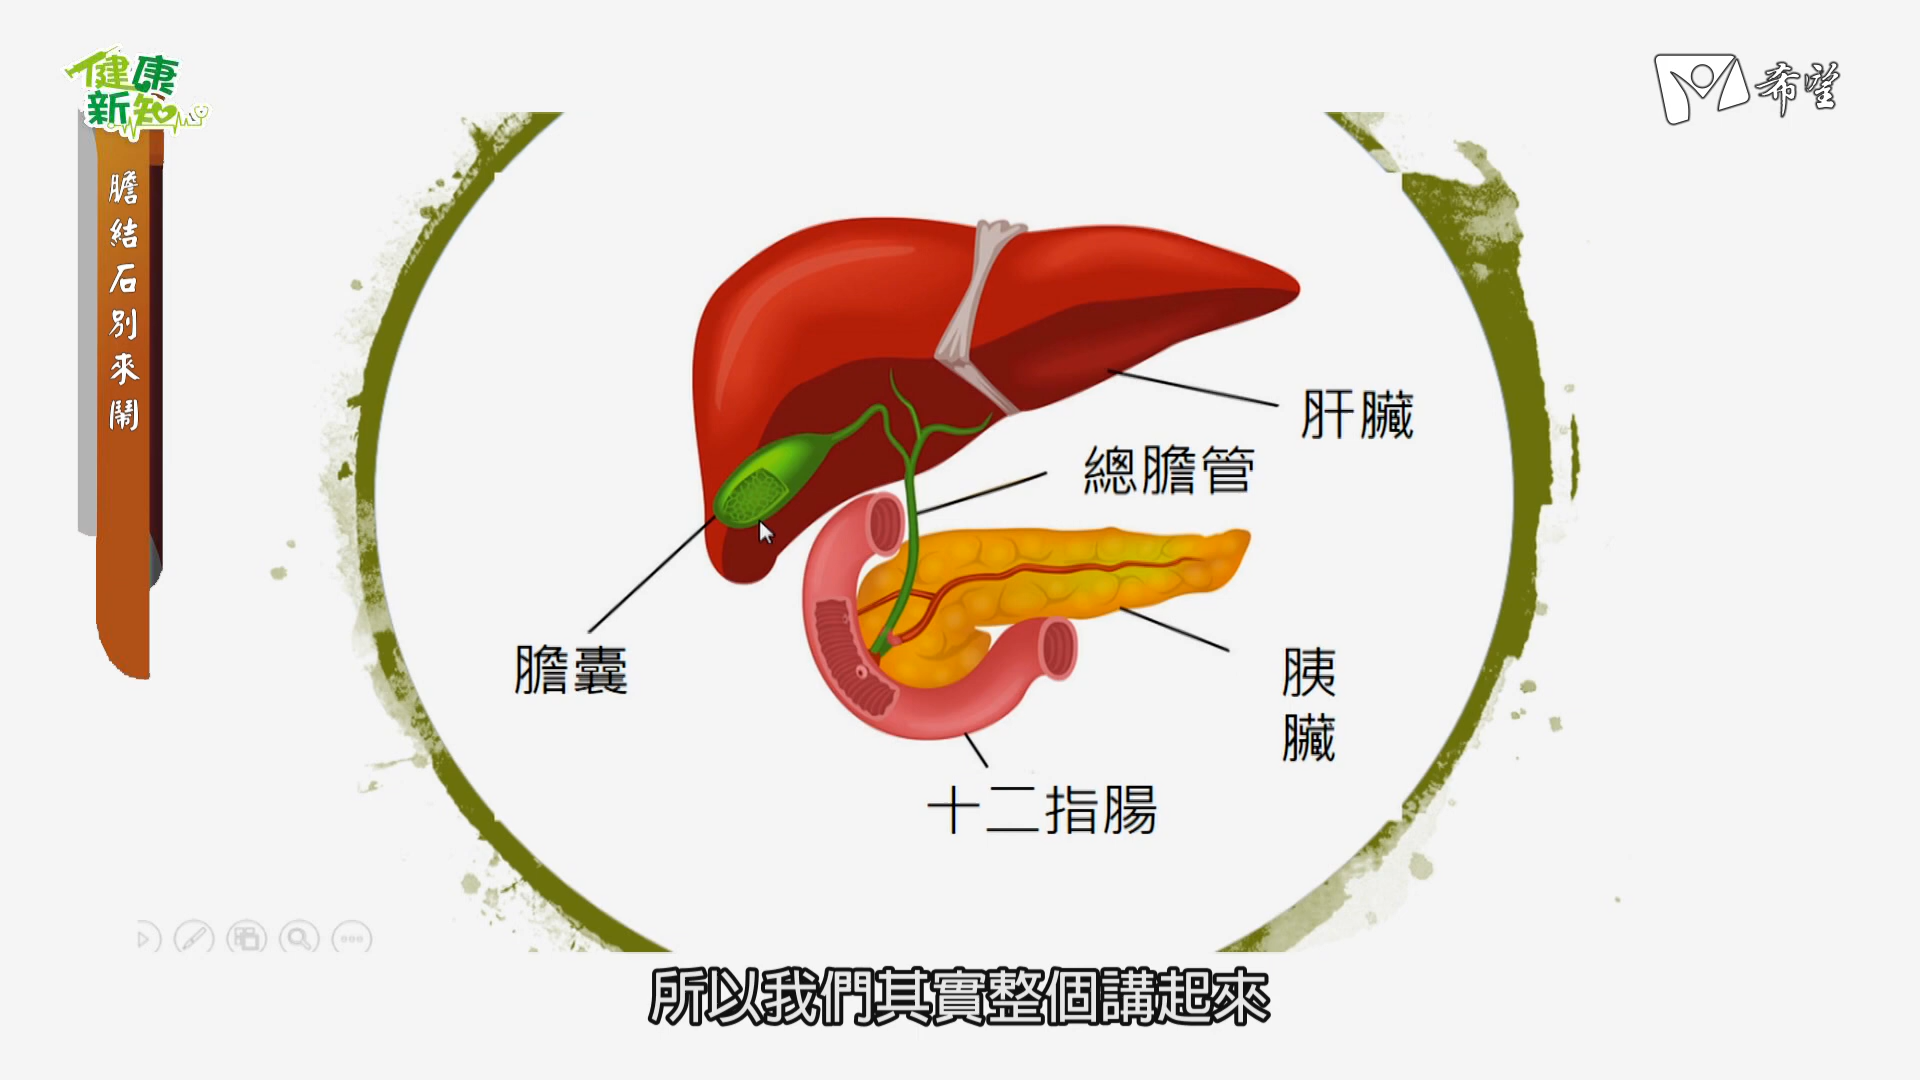 健康
新知
希望
膽結石別來鬧
肝臟
總膽管
膽囊
胰
臟
十二指腸
所以我們其實整個講起來